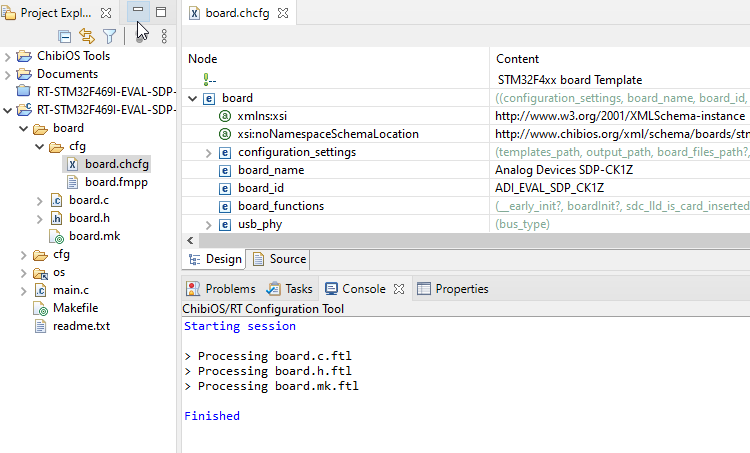 Project Expl...
ChibiOS Tools
Documents
RT-STM32F469I-EVAL-SDP-
RT-STM32F469I-EVAL-SDP-
board
cfg
board.chcfg
board.fmpp
board.c
board.h
board.mk
cfg
os
main.c
Makefile
readme.txt
board.chcfg
Node Content
!-- STM32F4xx board Template
board ((configuration_settings, board_name, board_id,
xmlns:xsi http://www.w3.org/2001/XMLSchema-instance
xsi:noNamespaceSchemaLocation http://www.chibios.org/xml/schema/boards/stm
configuration_settings (templates_path, output_path, board_files_path?,
board_name Analog Devices SDP-CK1Z
board_id ADI_EVAL_SDP_CK1Z
board_functions (__early_init?, boardInit?, sdc_lld_is_card_inserted
usb_phy (bus_type)
Design Source
Problems Tasks Console Properties
ChibiOS/RT Configuration Tool
Starting session
> Processing board.c.ftl
> Processing board.h.ftl
> Processing board.mk.ftl
Finished